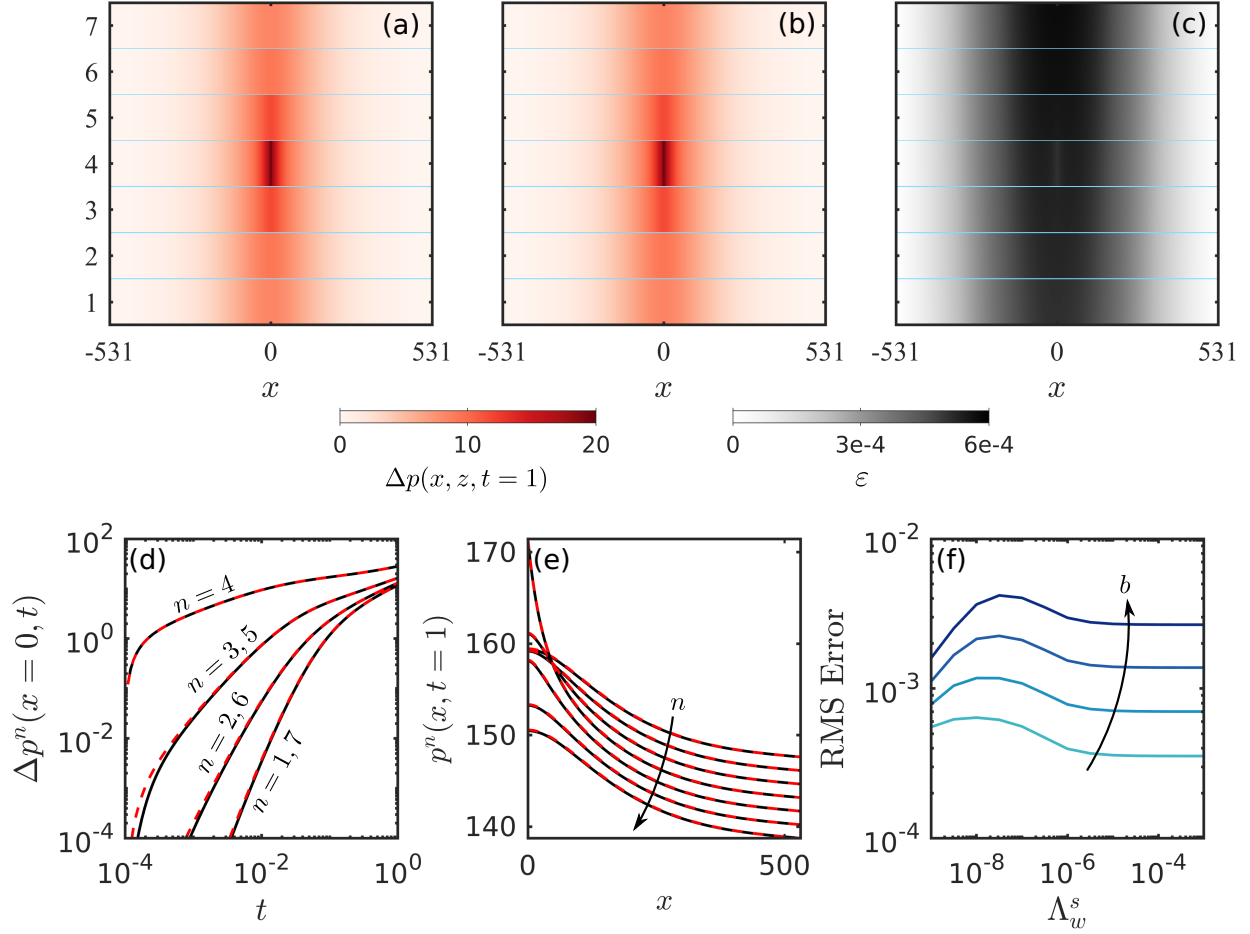 (a)
7
6
5
4
3
2
1
-531 0 531
x
(b)
-531 0 531
x
(c)
-531 0 531
x
0 10 20
Δp(x, z, t = 1)
0 3e-4 6e-4
ε
(d)
10^2
10^0
10^-2
10^-4
Δp^n(x = 0, t)
n = 4
n = 3, 5
n = 2, 6
n = 1, 7
10^-4 10^-2 10^0
t
(e)
170
160
150
140
p^n(x, t = 1)
n
0 500
x
(f)
10^-2
10^-3
10^-4
RMS Error
b
10^-8 10^-6 10^-4
Λ_w^s